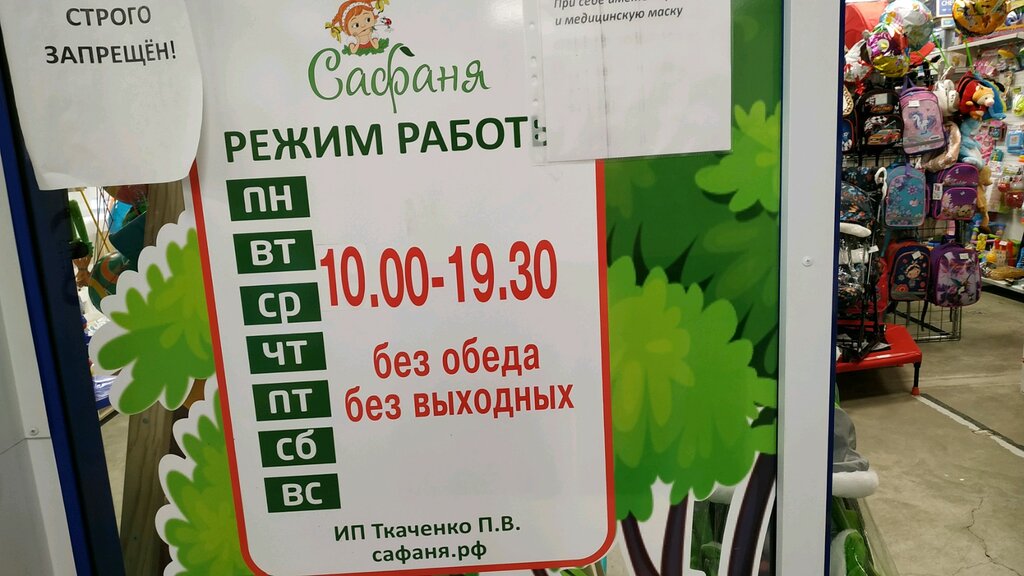 СТРОГО
ЗАПРЕЩЁН!
При себе
и медицинскую маску
Сафаня
РЕЖИМ РАБОТЫ
ПН
ВТ
СР
ЧТ
ПТ
СБ
ВС
10.00-19.30
без обеда
без выходных
ИП Ткаченко П.В.
сафаня.рф